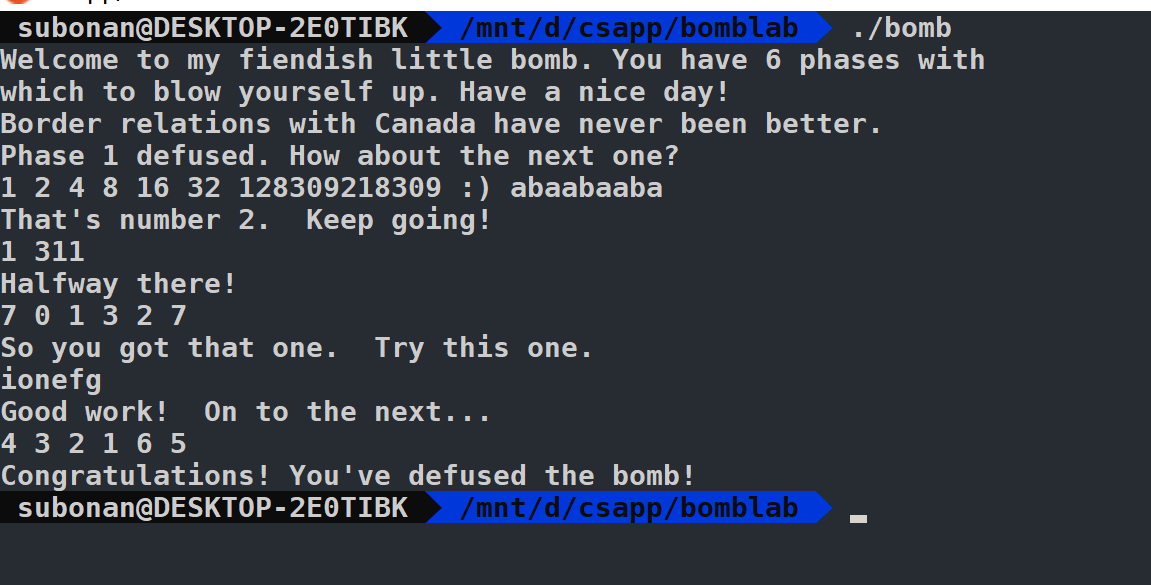 subonan@DESKTOP-2E0TIBK /mnt/d/csapp/bomblab ./bomb
Welcome to my fiendish little bomb. You have 6 phases with
which to blow yourself up. Have a nice day!
Border relations with Canada have never been better.
Phase 1 defused. How about the next one?
1 2 4 8 16 32 128309218309 :) abaabaaba
That's number 2.  Keep going!
1 311
Halfway there!
7 0 1 3 2 7
So you got that one.  Try this one.
ionefg
Good work!  On to the next...
4 3 2 1 6 5
Congratulations! You've defused the bomb!
subonan@DESKTOP-2E0TIBK /mnt/d/csapp/bomblab